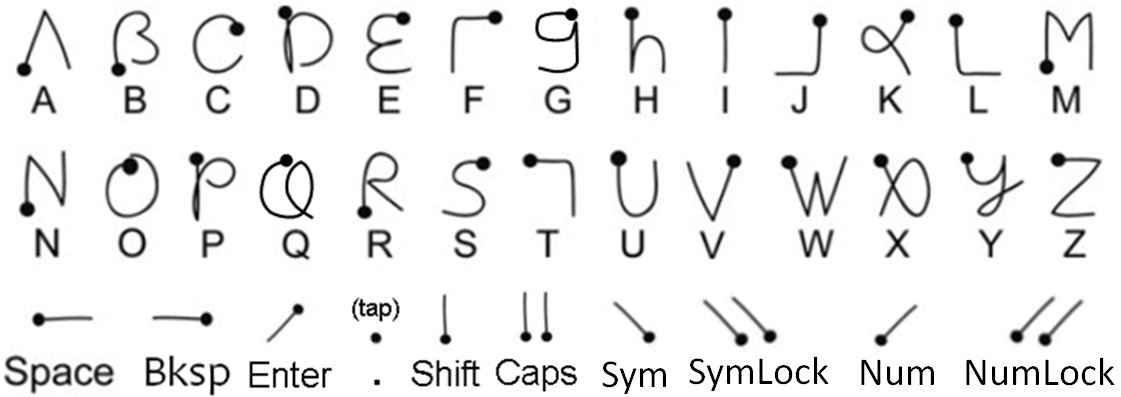 A B C D E F G H I J K L M
N O P Q R S T U V W X Y Z
(tap)
Space Bksp Enter . Shift Caps Sym SymLock Num NumLock